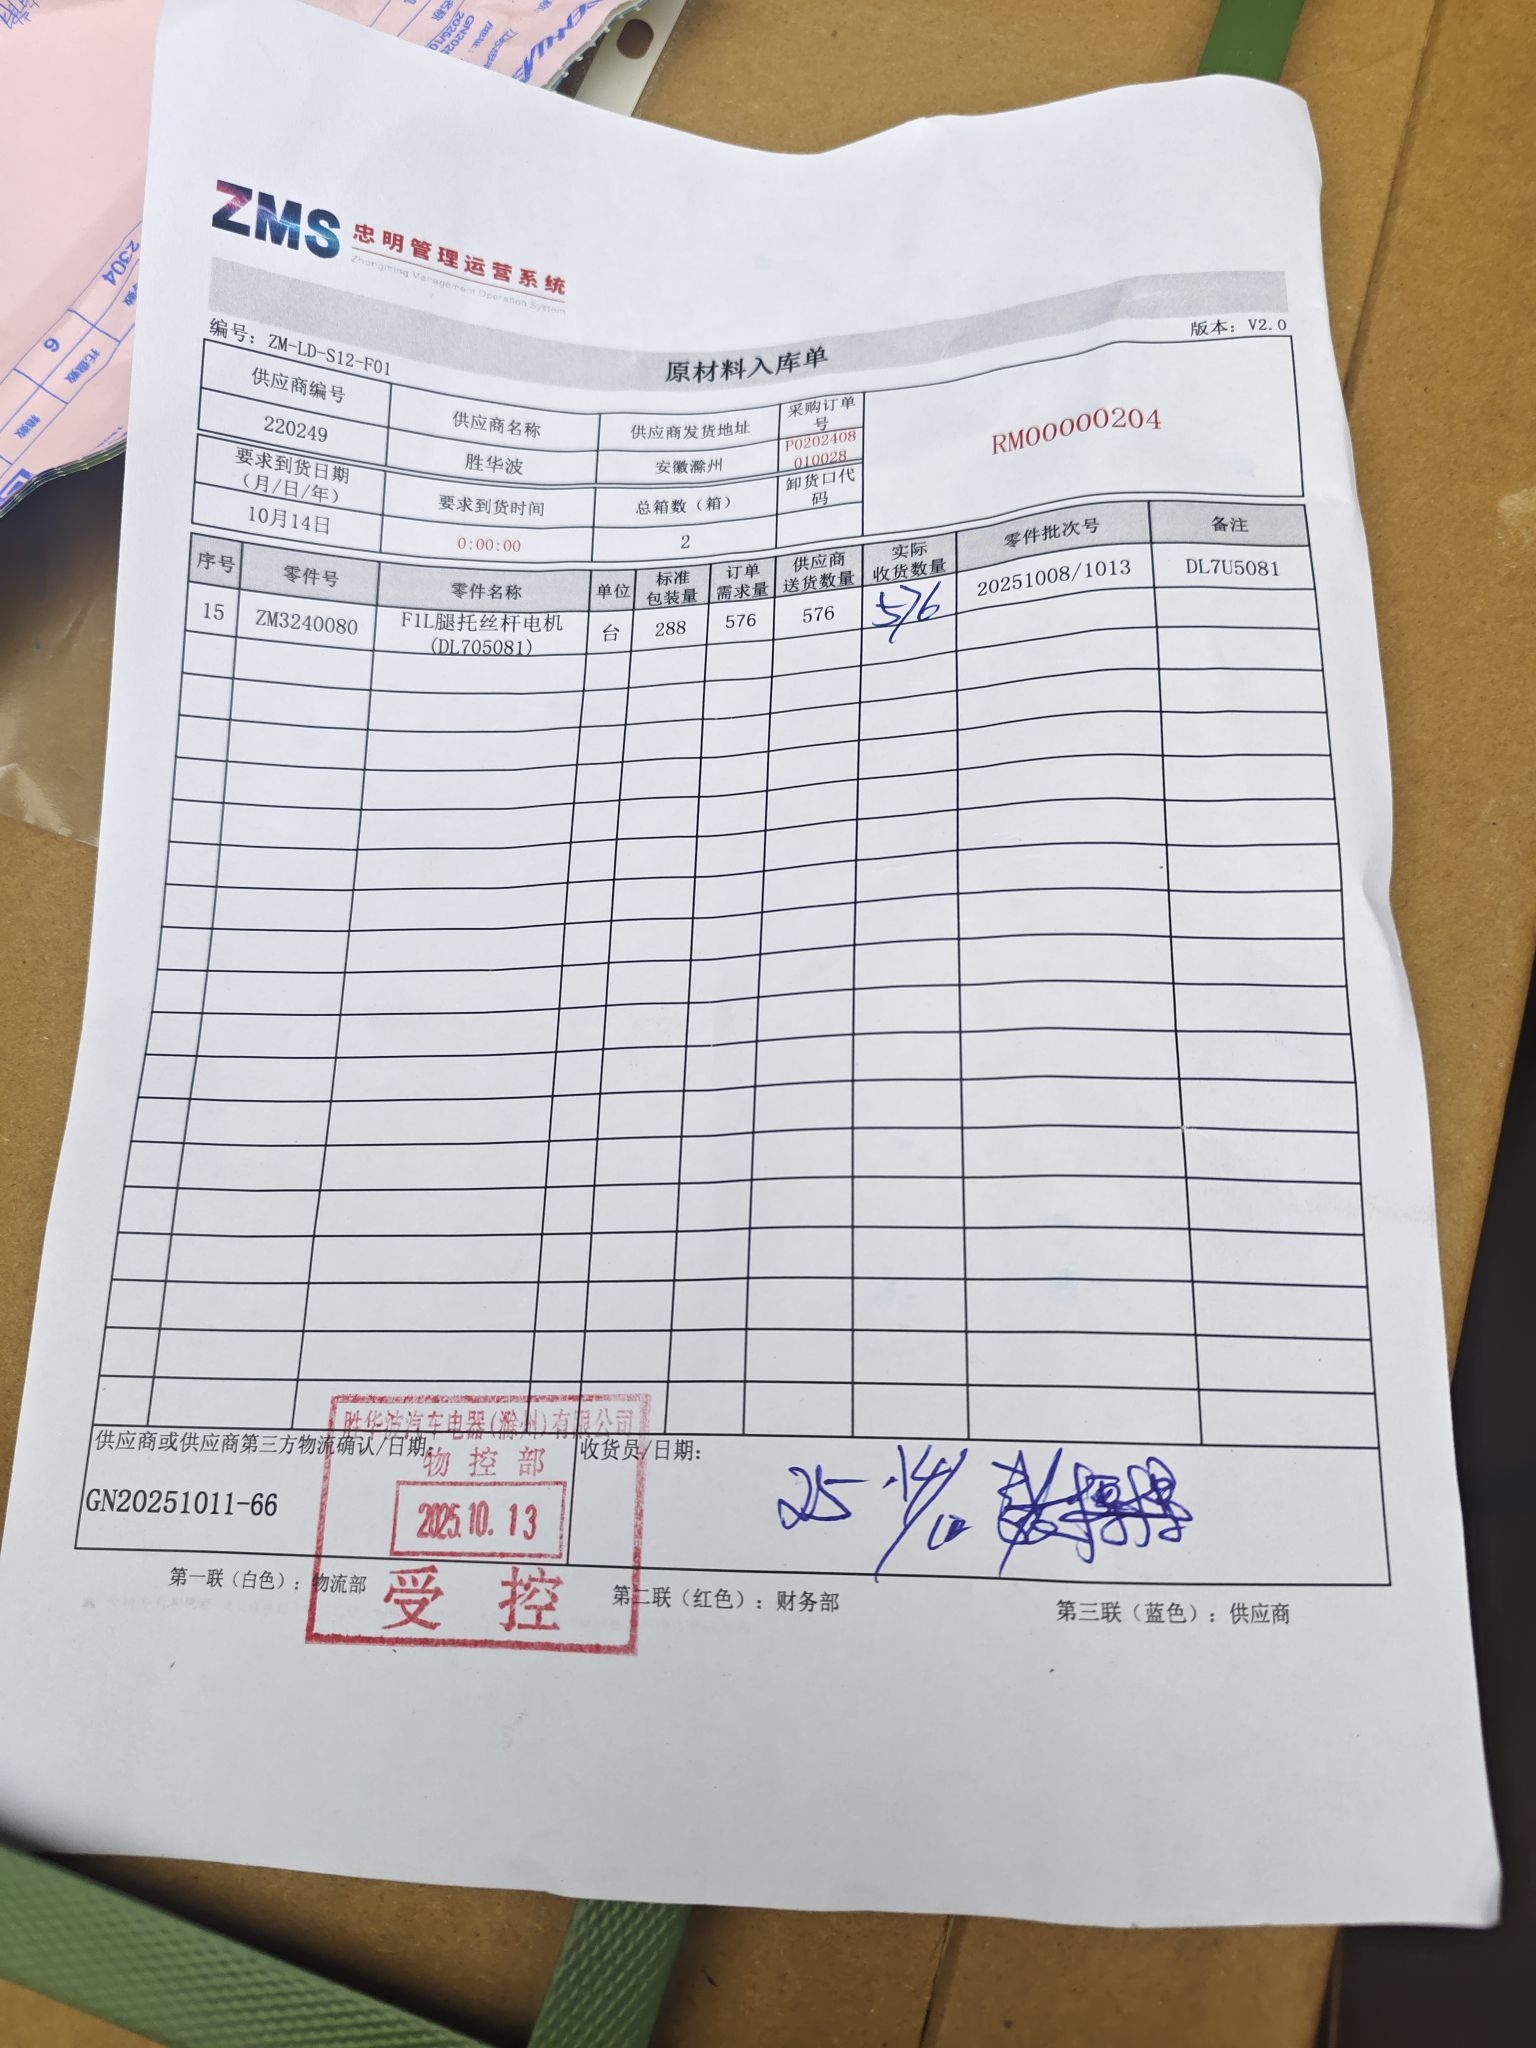 ZMS 忠明管理运营系统
Zhongming Management Operation System
编号：ZM-LD-S12-F01
版本：V2.0
原材料入库单
供应商编号 供应商名称 供应商发货地址 采购订单号
220249 胜华波 安徽滁州 P0202408010028
RM00000204
要求到货日期（月/日/年） 要求到货时间 总箱数（箱） 卸货口代码
10月14日 0:00:00 2
序号 零件号 零件名称 单位 标准包装量 订单需求量 供应商送货数量 实际收货数量 零件批次号 备注
15 ZM3240080 F1L腿托丝杆电机(DL705081) 台 288 576 576 576 20251008/1013 DL7U5081
供应商或供应商第三方物流确认/日期：
收货员/日期：
GN20251011-66
25.14/10
胜华波汽车电器(滁州)有限公司
物控部
2025.10.13
受控
第一联（白色）：物流部 第二联（红色）：财务部 第三联（蓝色）：供应商
2304
托盘数
6
箱数